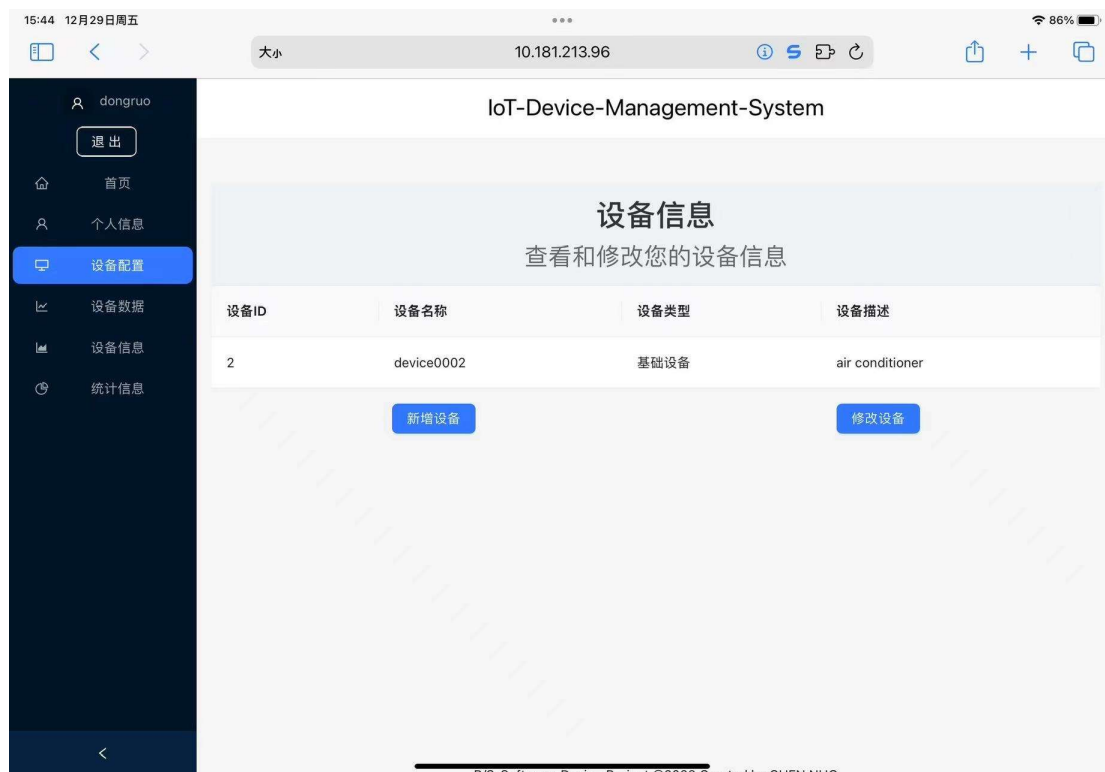 15:44 12月29日周五
86%
大小
10.181.213.96
dongruo
退 出
首页
个人信息
设备配置
设备数据
设备信息
统计信息
IoT-Device-Management-System
设备信息
查看和修改您的设备信息
设备ID 设备名称 设备类型 设备描述
2 device0002 基础设备 air conditioner
新增设备 修改设备